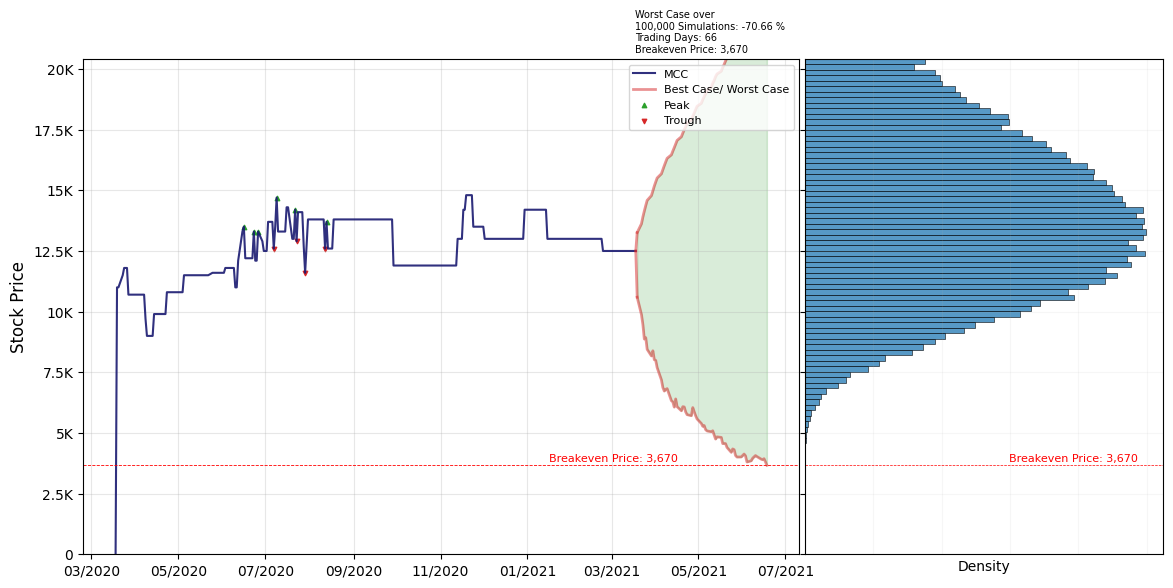 Worst Case over
100,000 Simulations: -70.66 %
Trading Days: 66
Breakeven Price: 3,670
MCC
Best Case/ Worst Case
Peak
Trough
Stock Price
20K
17.5K
15K
12.5K
10K
7.5K
5K
2.5K
0
Breakeven Price: 3,670
Breakeven Price: 3,670
03/2020
05/2020
07/2020
09/2020
11/2020
01/2021
03/2021
05/2021
07/2021
Density